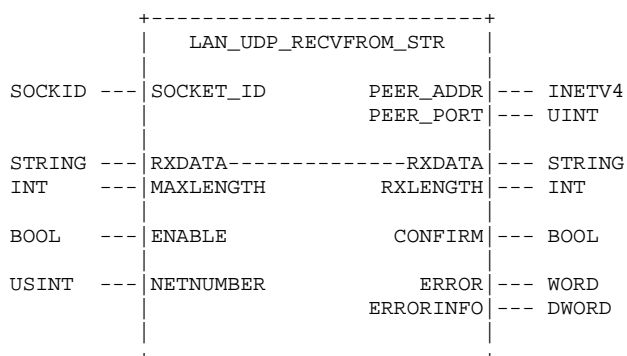 +---------------------------+
| LAN_UDP_RECVFROM_STR |
| |
SOCKID ---|SOCKET_ID PEER_ADDR|--- INETV4
| PEER_PORT|--- UINT
| |
STRING ---|RXDATA--------------RXDATA|--- STRING
INT ---|MAXLENGTH RXLENGTH|--- INT
| |
BOOL ---|ENABLE CONFIRM|--- BOOL
| |
USINT ---|NETNUMBER ERROR|--- WORD
| ERRORINFO|--- DWORD
| |
+---------------------------+